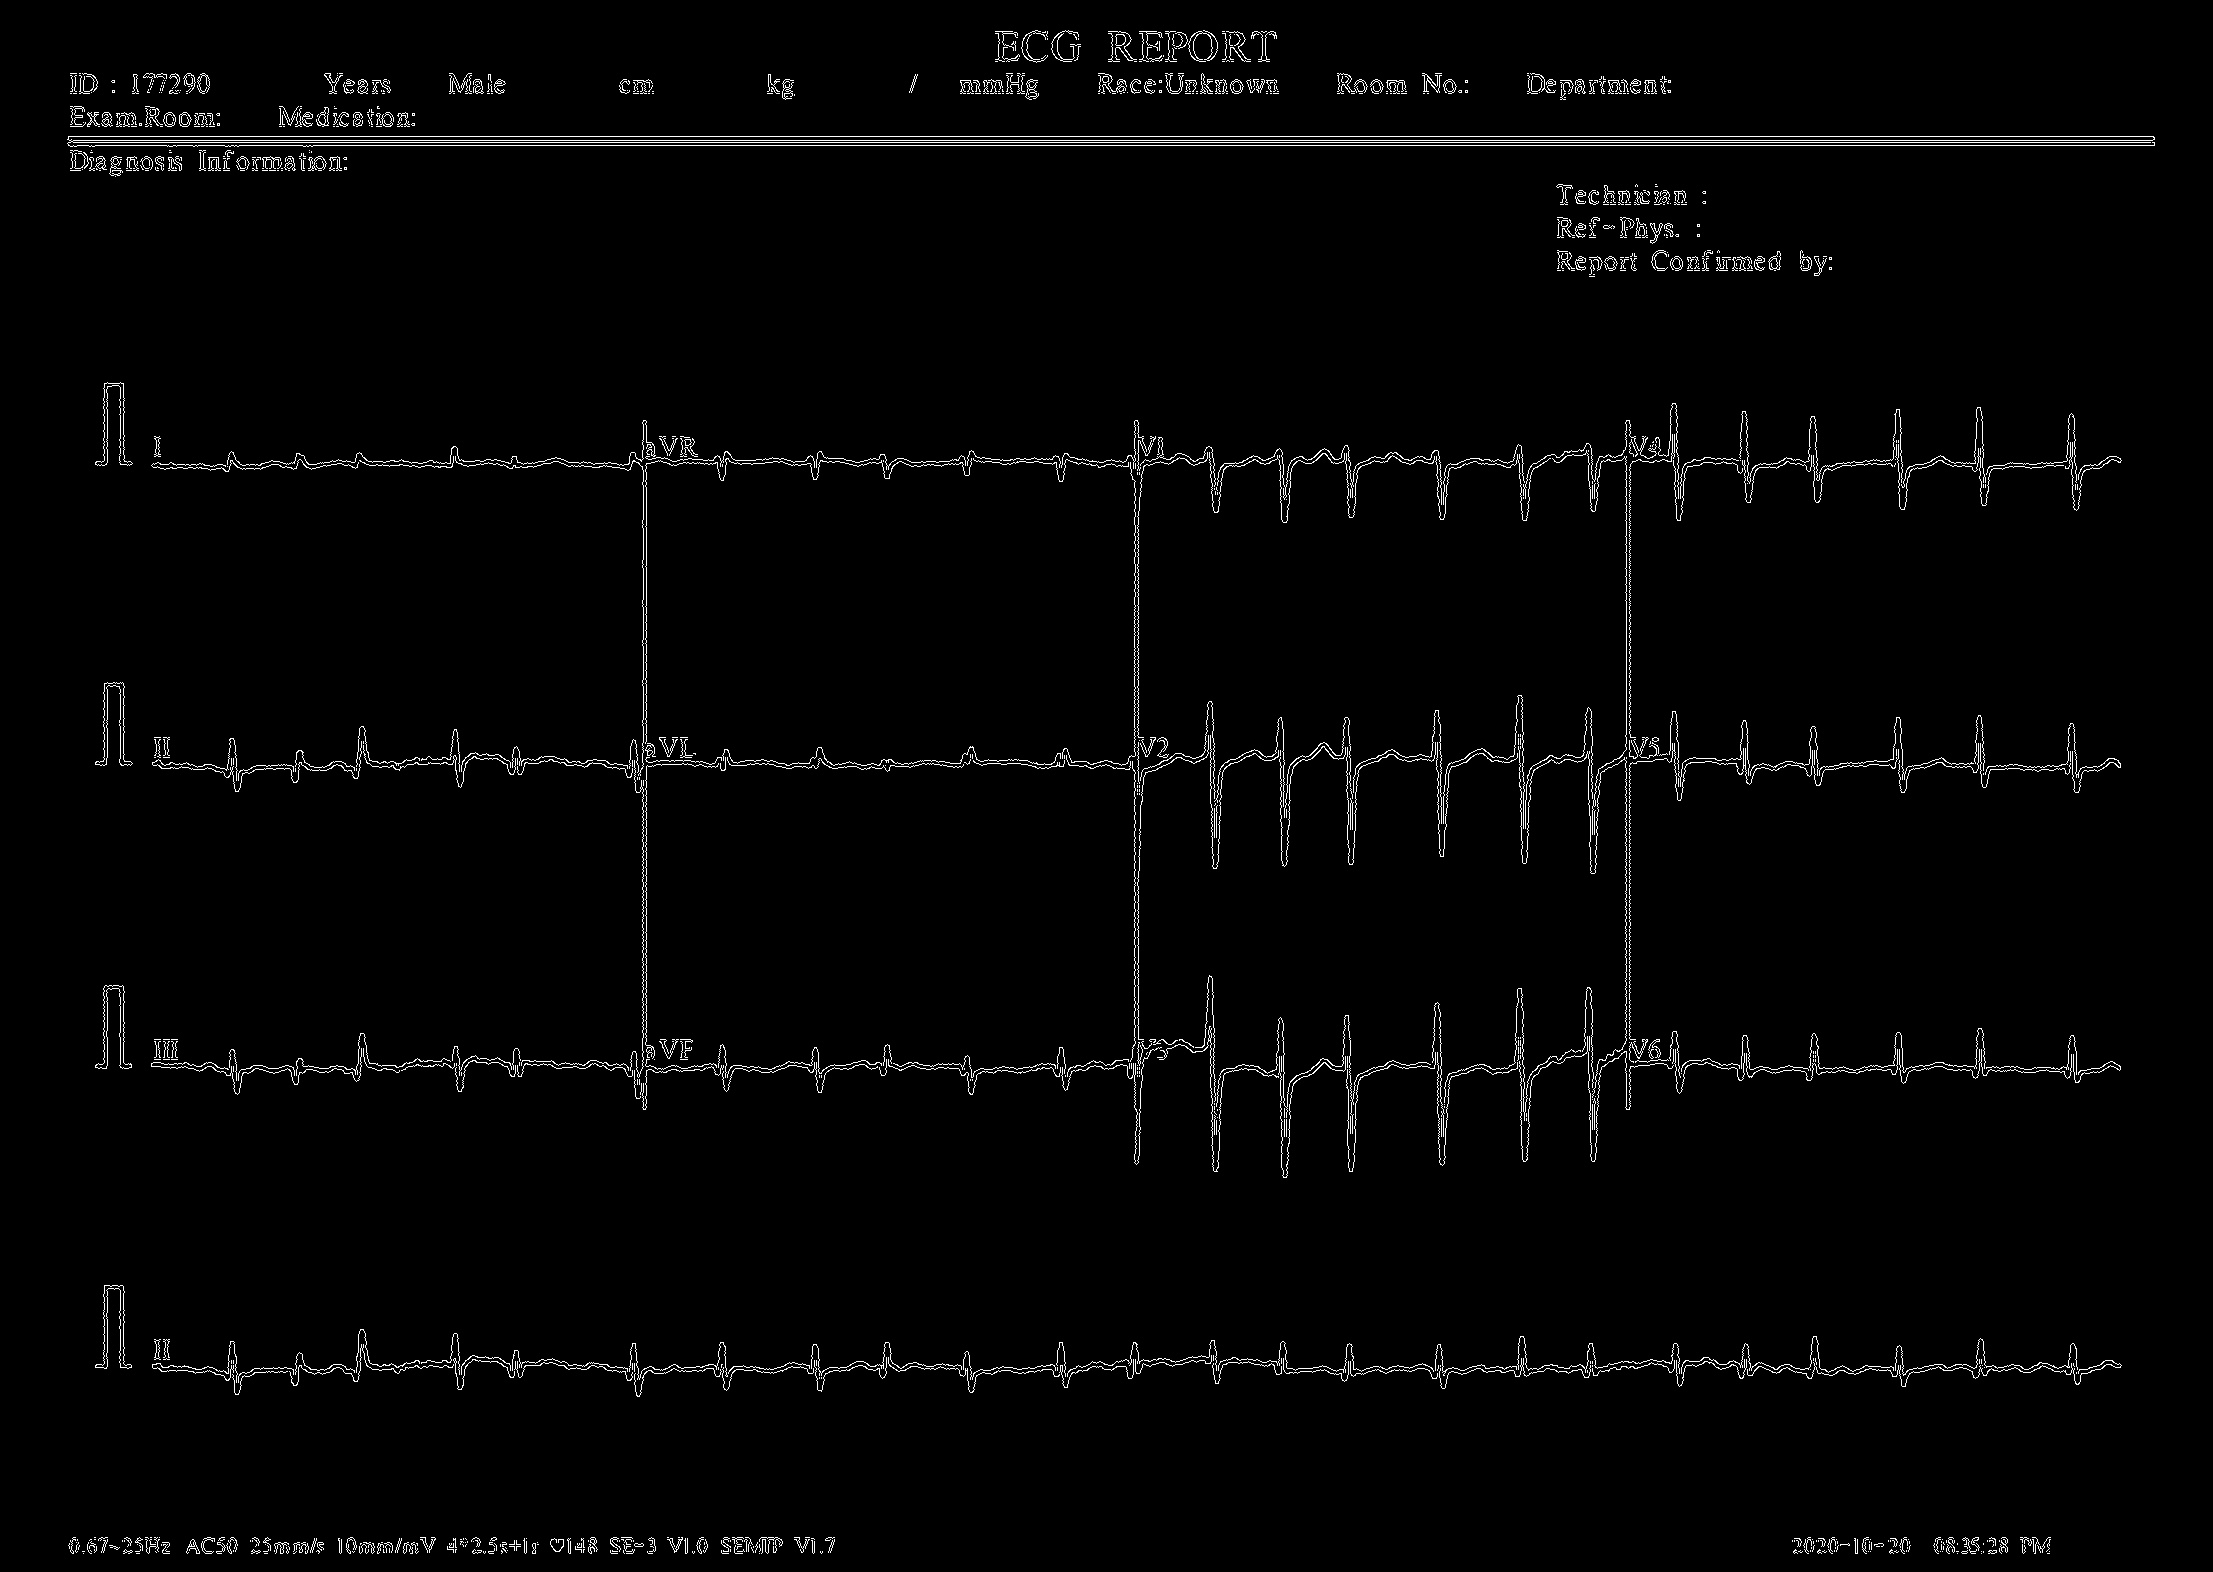 ECG REPORT
ID : 177290 Years Male cm kg / mmHg Race:Unknown Room No.: Department:
Exam.Room: Medication:
Diagnosis Information:
Technician :
Ref-Phys. :
Report Confirmed by:
I aVR V1 V4
II aVL V2 V5
III aVF V3 V6
II
0.67~25Hz AC50 25mm/s 10mm/mV 4*2.5s+1r ♡148 SE-3 V1.0 SEMIP V1.7 2020-10-20 08:35:28 PM